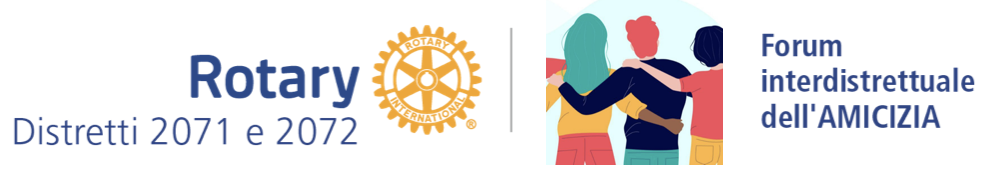 Rotary
Distretti 2071 e 2072
ROTARY
INTERNATIONAL
®
Forum
interdistrettuale
dell'AMICIZIA